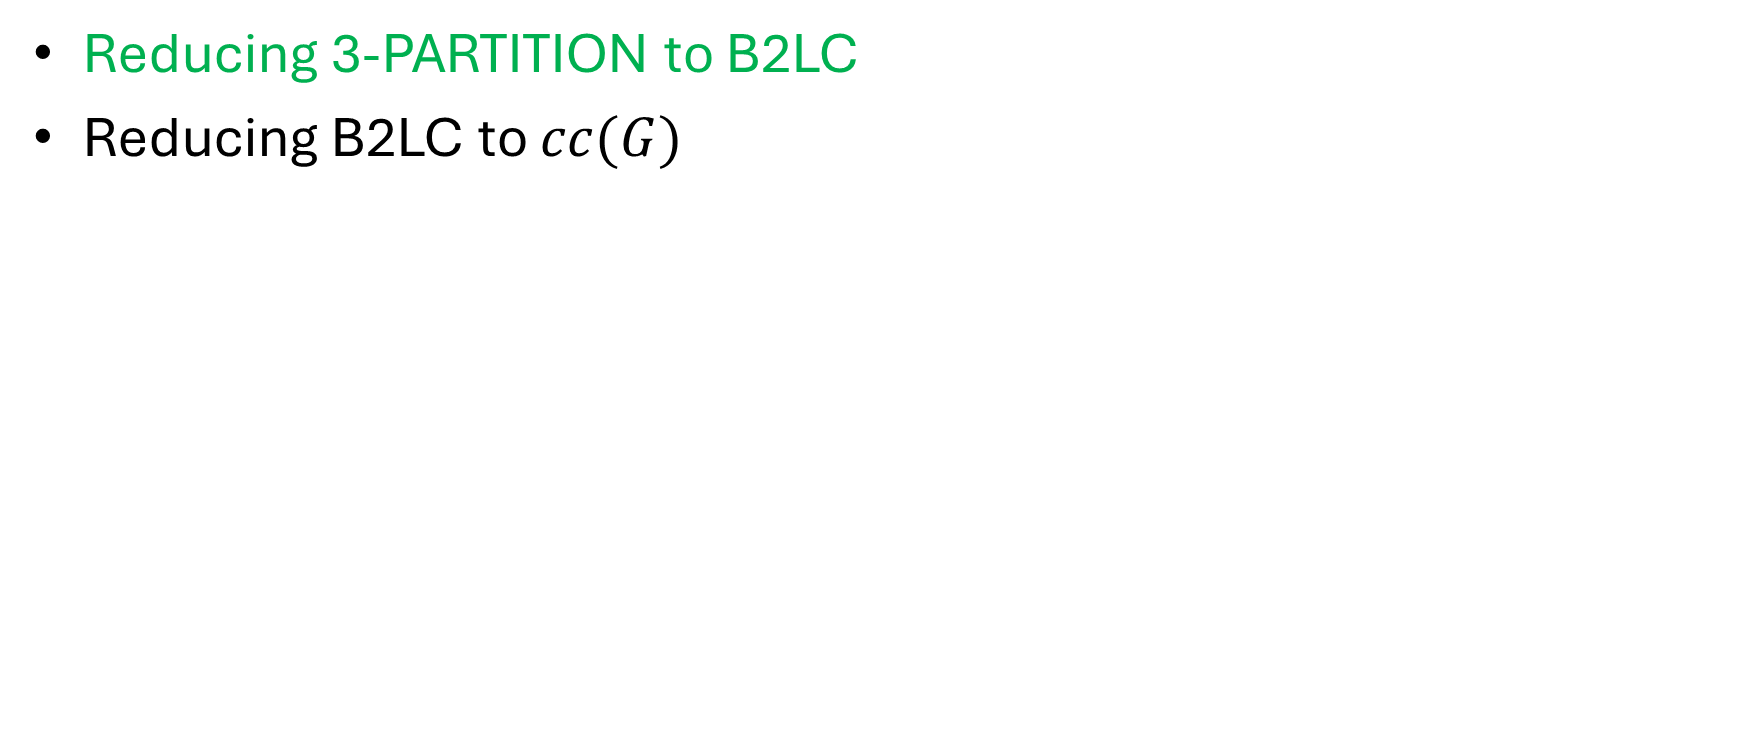 • Reducing 3-PARTITION to B2LC
• Reducing B2LC to 𝑐𝑐(𝐺)